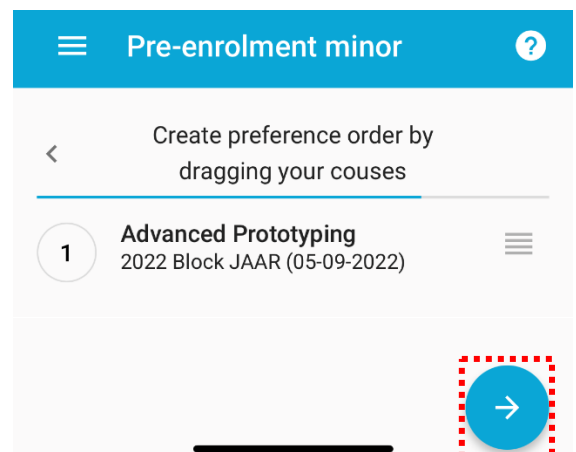 Pre-enrolment minor
?
Create preference order by
dragging your couses
1
Advanced Prototyping
2022 Block JAAR (05-09-2022)